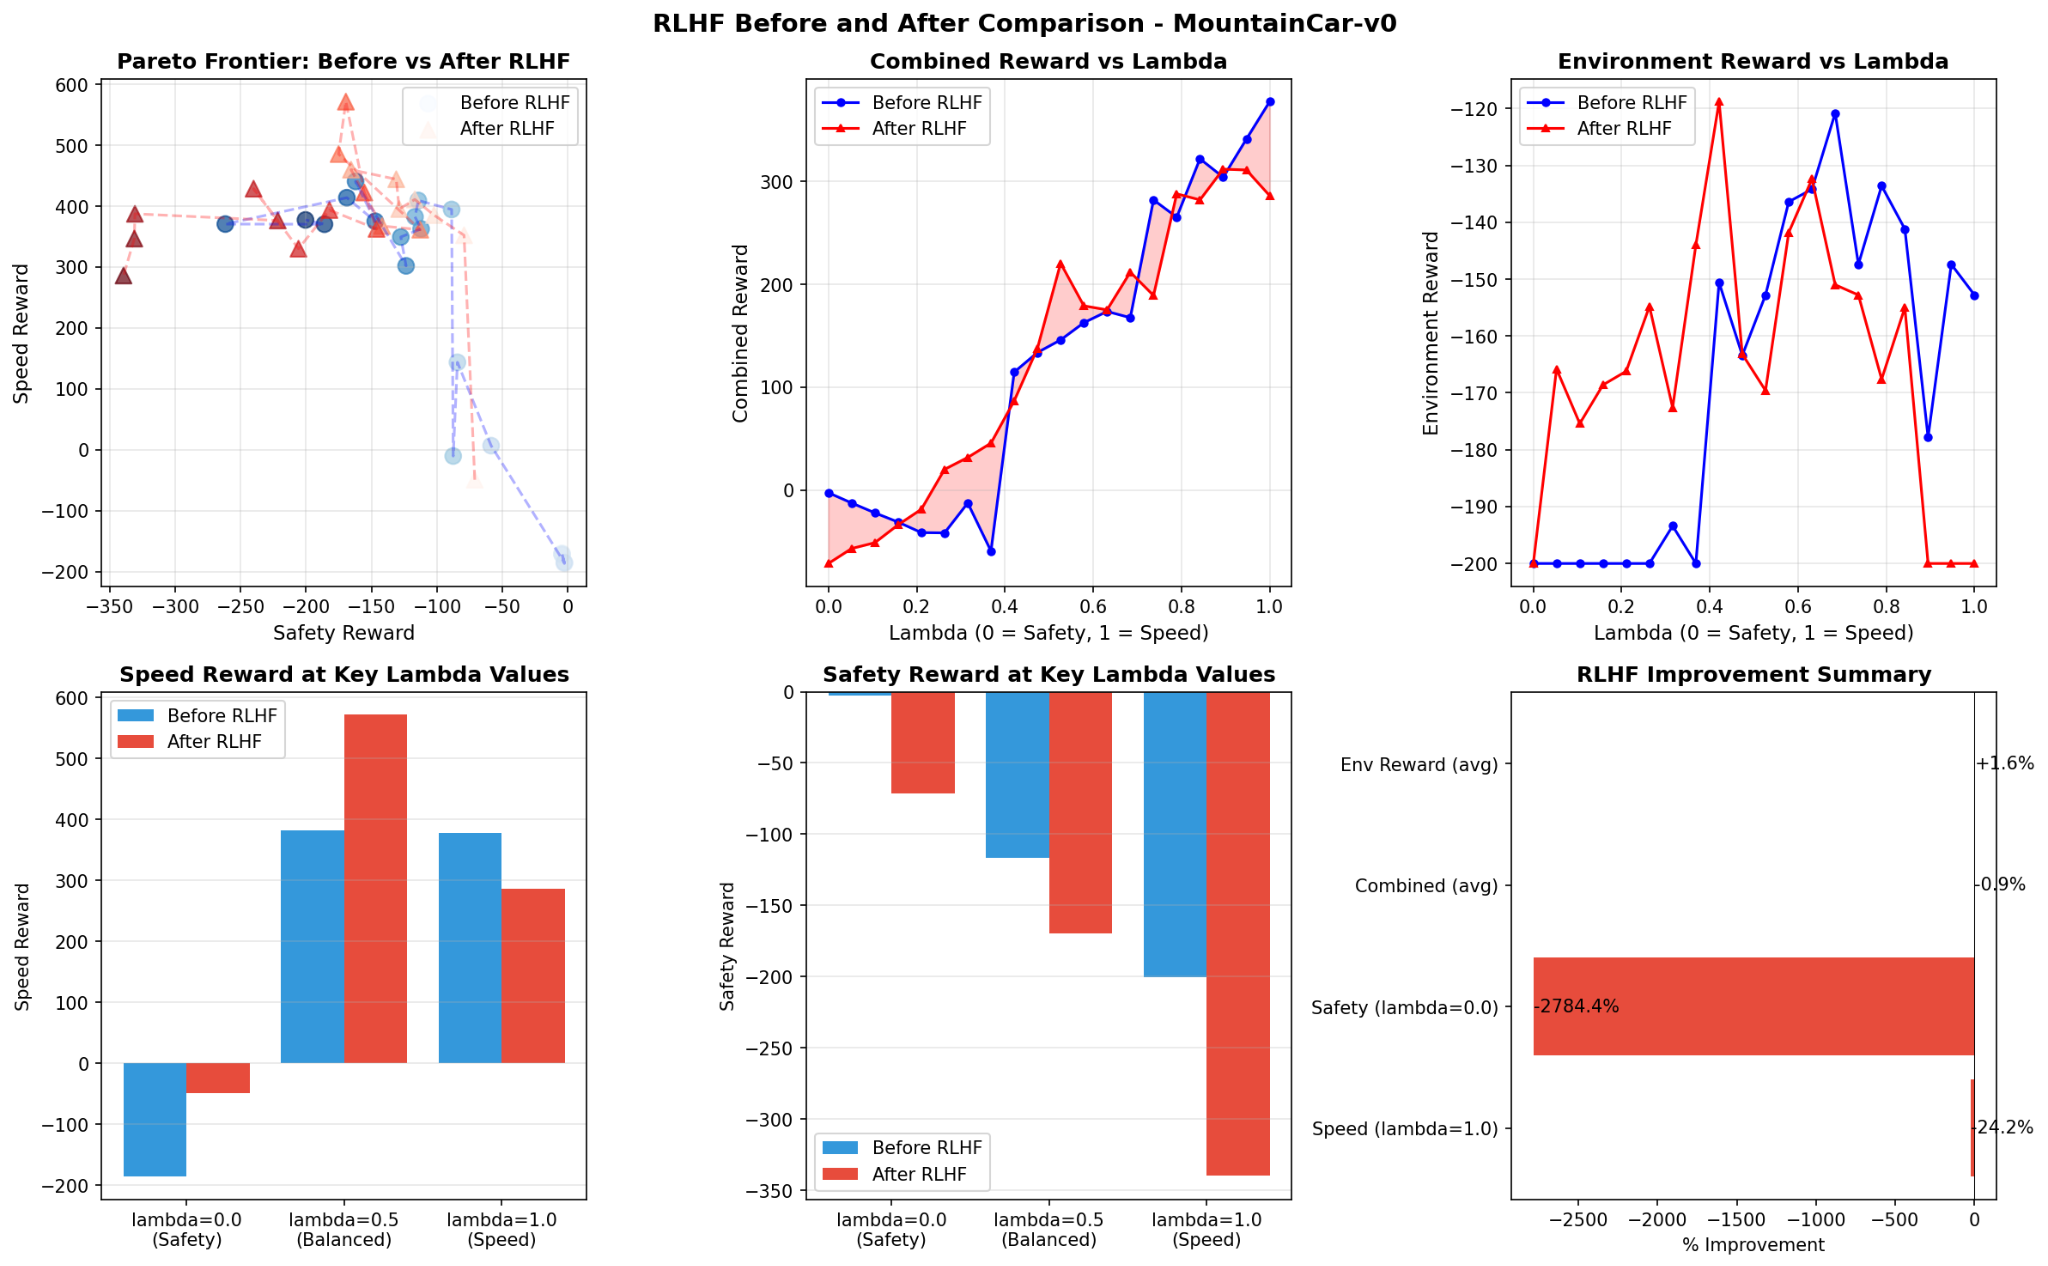 RLHF Before and After Comparison - MountainCar-v0
Pareto Frontier: Before vs After RLHF
Before RLHF
After RLHF
Speed Reward
600
500
400
300
200
100
0
−100
−200
−350 −300 −250 −200 −150 −100 −50 0
Safety Reward
Combined Reward vs Lambda
Before RLHF
After RLHF
Combined Reward
300
200
100
0
0.0 0.2 0.4 0.6 0.8 1.0
Lambda (0 = Safety, 1 = Speed)
Environment Reward vs Lambda
Before RLHF
After RLHF
Environment Reward
−120
−130
−140
−150
−160
−170
−180
−190
−200
0.0 0.2 0.4 0.6 0.8 1.0
Lambda (0 = Safety, 1 = Speed)
Speed Reward at Key Lambda Values
Before RLHF
After RLHF
Speed Reward
600
500
400
300
200
100
0
−100
−200
lambda=0.0 lambda=0.5 lambda=1.0
(Safety) (Balanced) (Speed)
Safety Reward at Key Lambda Values
Safety Reward
0
−50
−100
−150
−200
−250
−300
−350
Before RLHF
After RLHF
lambda=0.0 lambda=0.5 lambda=1.0
(Safety) (Balanced) (Speed)
RLHF Improvement Summary
Env Reward (avg) +1.6%
Combined (avg) -0.9%
Safety (lambda=0.0) -2784.4%
Speed (lambda=1.0) -24.2%
−2500 −2000 −1500 −1000 −500 0
% Improvement